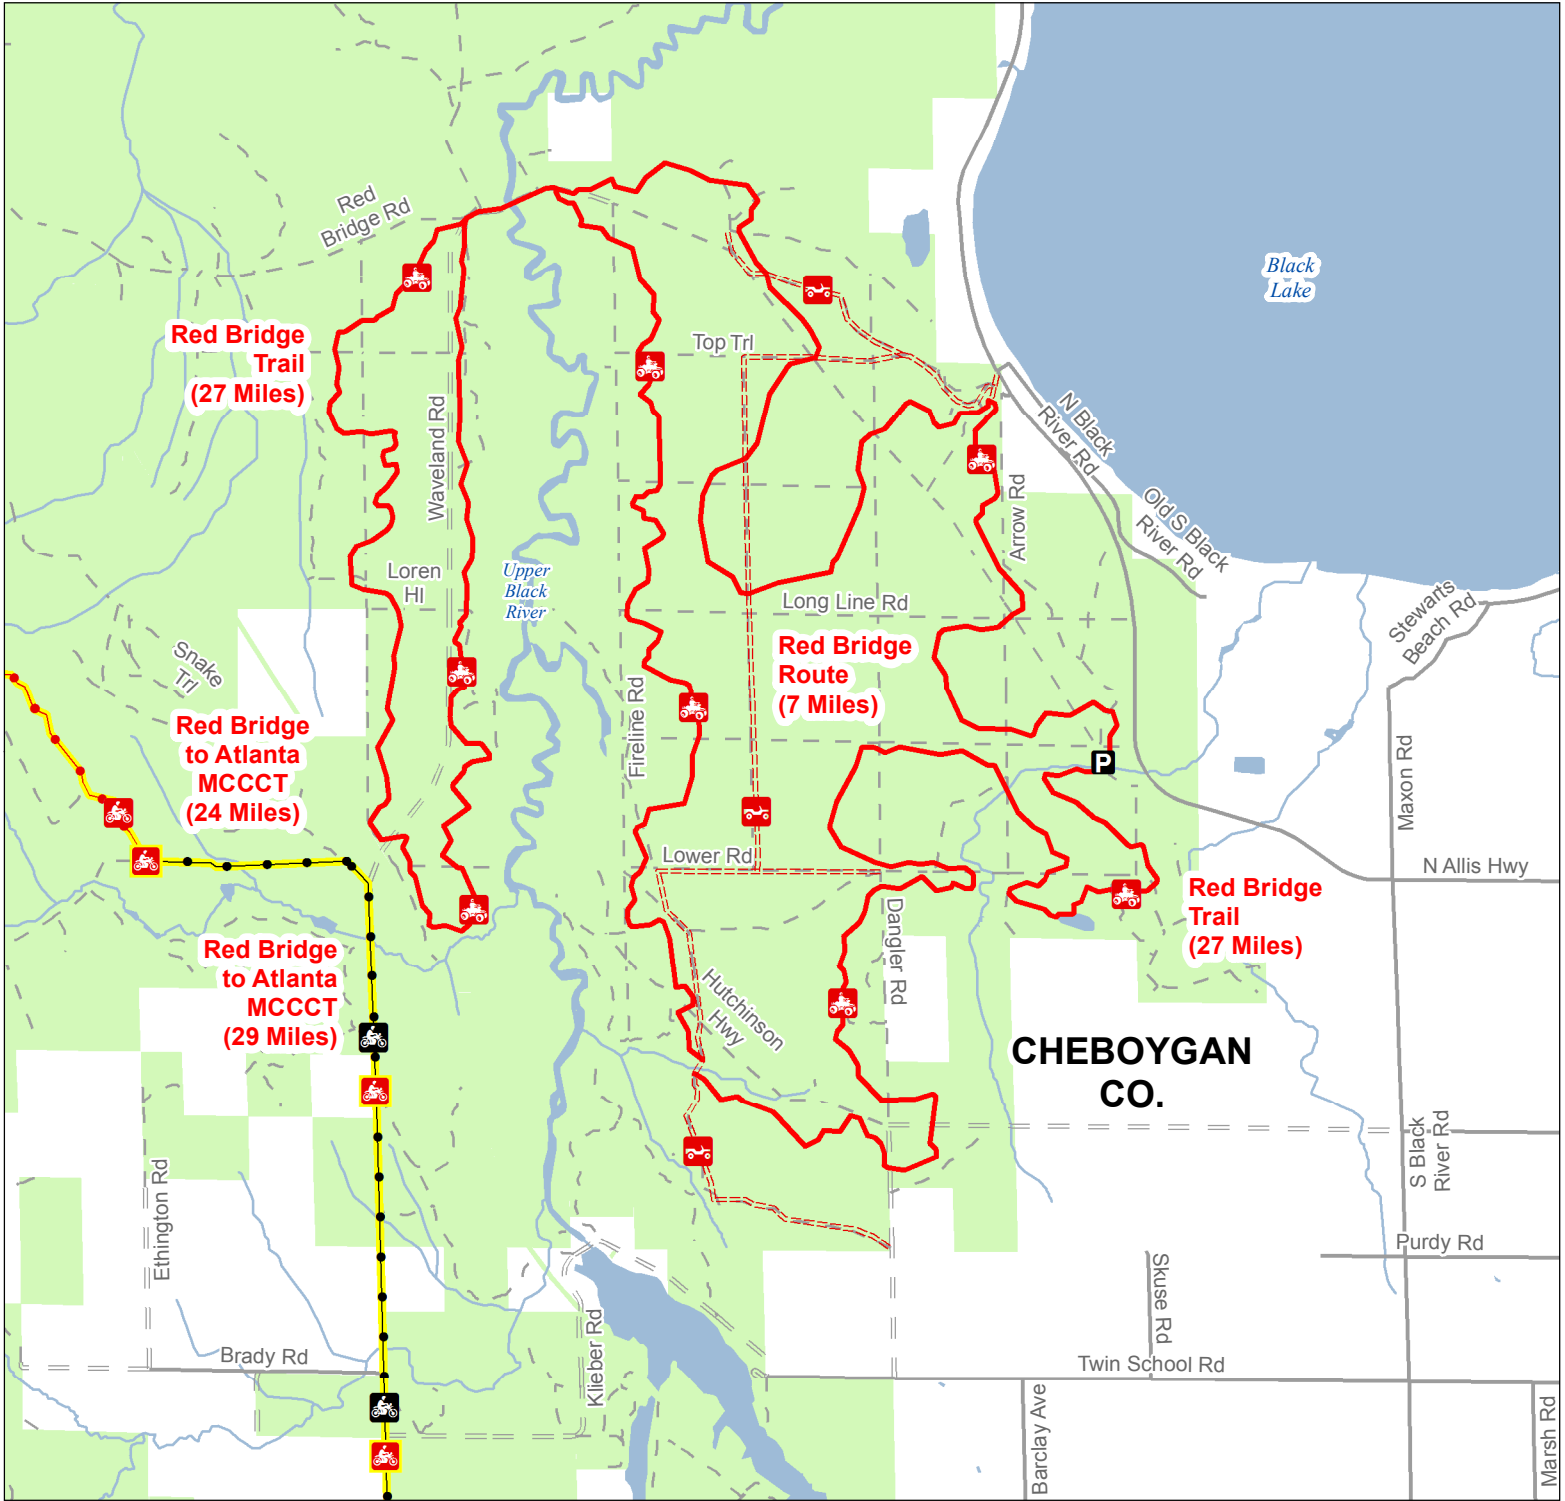 Red
Bridge Rd
Black
Lake
Red Bridge
Trail
(27 Miles)
Top Trl
N Black
River Rd
Waveland Rd
Arrow Rd
Old S Black
River Rd
Loren
Hl
Upper
Black
River
Long Line Rd
Stewarts
Beach Rd
Snake
Trl
Red Bridge
Route
(7 Miles)
Fireline Rd
Red Bridge
to Atlanta
MCCCT
(24 Miles)
P
Maxon Rd
Lower Rd
N Allis Hwy
Red Bridge
Trail
(27 Miles)
Dangler Rd
Red Bridge
to Atlanta
MCCCT
(29 Miles)
Hutchinson
Hwy
CHEBOYGAN
CO.
S Black
River Rd
Ethington Rd
Purdy Rd
Skuse Rd
Klieber Rd
Brady Rd
Twin School Rd
Barclay Ave
Marsh Rd